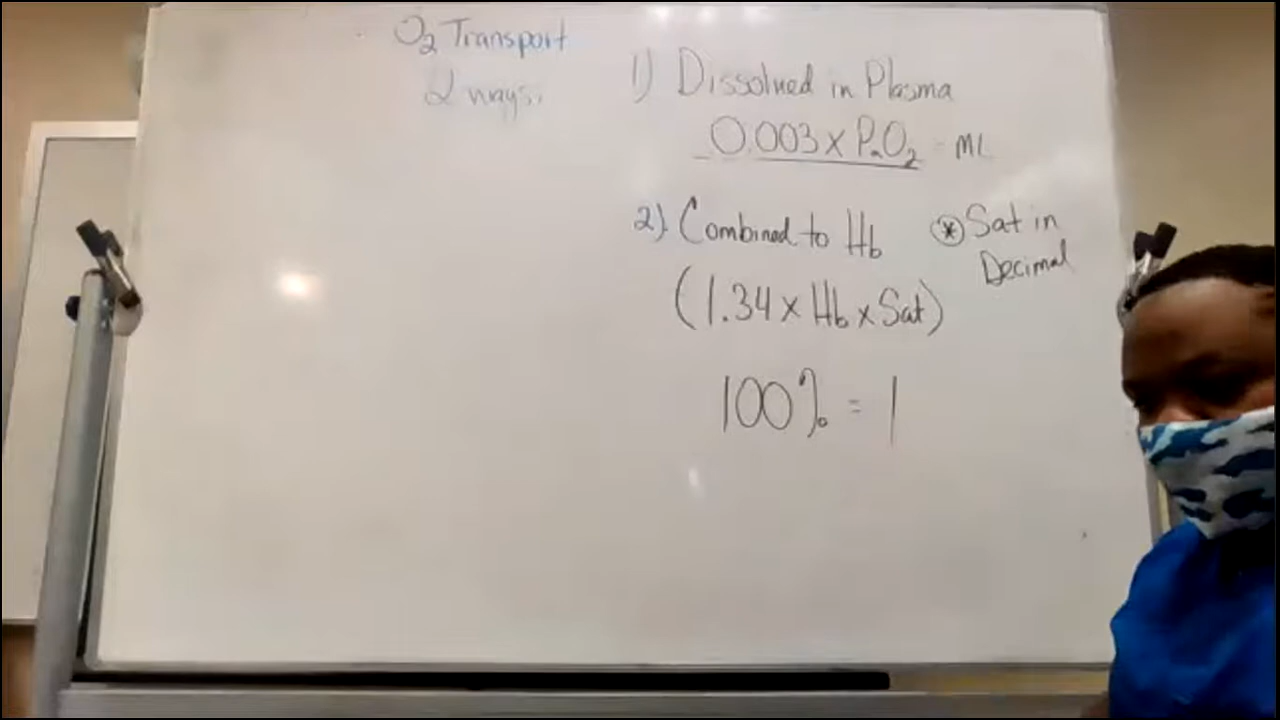 O₂ Transport
2 ways.
1) Dissolved in Plasma
0.003 x PaO₂ = ML
2) Combined to Hb
* Sat in
Decimal
(1.34 x Hb x Sat)
100% = 1